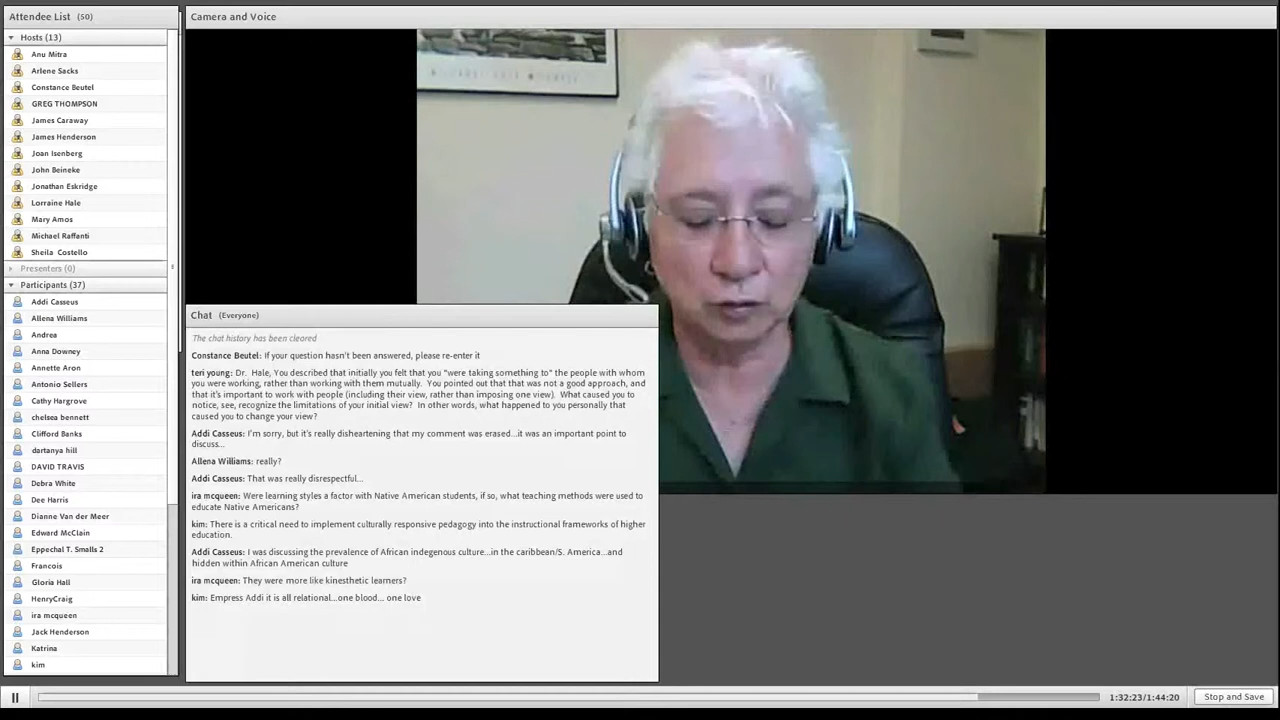 Attendee List (50)
Hosts (13)
Anu Mitra
Arlene Sacks
Constance Beutel
GREG THOMPSON
James Caraway
James Henderson
Joan Isenberg
John Beineke
Jonathan Eskridge
Lorraine Hale
Mary Amos
Michael Raffanti
Sheila Costello
Presenters (0)
Participants (37)
Addi Casseus
Allena Williams
Andrea
Anna Downey
Annette Aron
Antonio Sellers
Cathy Hargrove
chelsea bennett
Clifford Banks
dartanya hill
DAVID TRAVIS
Debra White
Dee Harris
Dianne Van der Meer
Edward McClain
Eppechal T. Smalls 2
Francois
Gloria Hall
HenryCraig
ira mcqueen
Jack Henderson
Katrina
kim
Camera and Voice
Chat (Everyone)
The chat history has been cleared
Constance Beutel: If your question hasn't been answered, please re-enter it
teri young: Dr. Hale, You described that initially you felt that you "were taking something to" the people with whom
you were working, rather than working with them mutually. You pointed out that that was not a good approach, and
that it's important to work with people (including their view, rather than imposing one view). What caused you to
notice, see, recognize the limitations of your initial view? In other words, what happened to you personally that
caused you to change your view?
Addi Casseus: I'm sorry, but it's really disheartening that my comment was erased...it was an important point to
discuss...
Allena Williams: really?
Addi Casseus: That was really disrespectful...
ira mcqueen: Were learning styles a factor with Native American students, if so, what teaching methods were used to
educate Native Americans?
kim: There is a critical need to implement culturally responsive pedagogy into the instructional frameworks of higher
education.
Addi Casseus: I was discussing the prevalence of African indegenous culture...in the caribbean/S. America...and
hidden within African American culture
ira mcqueen: They were more like kinesthetic learners?
kim: Empress Addi it is all relational...one blood... one love
1:32:23/1:44:20
Stop and Save